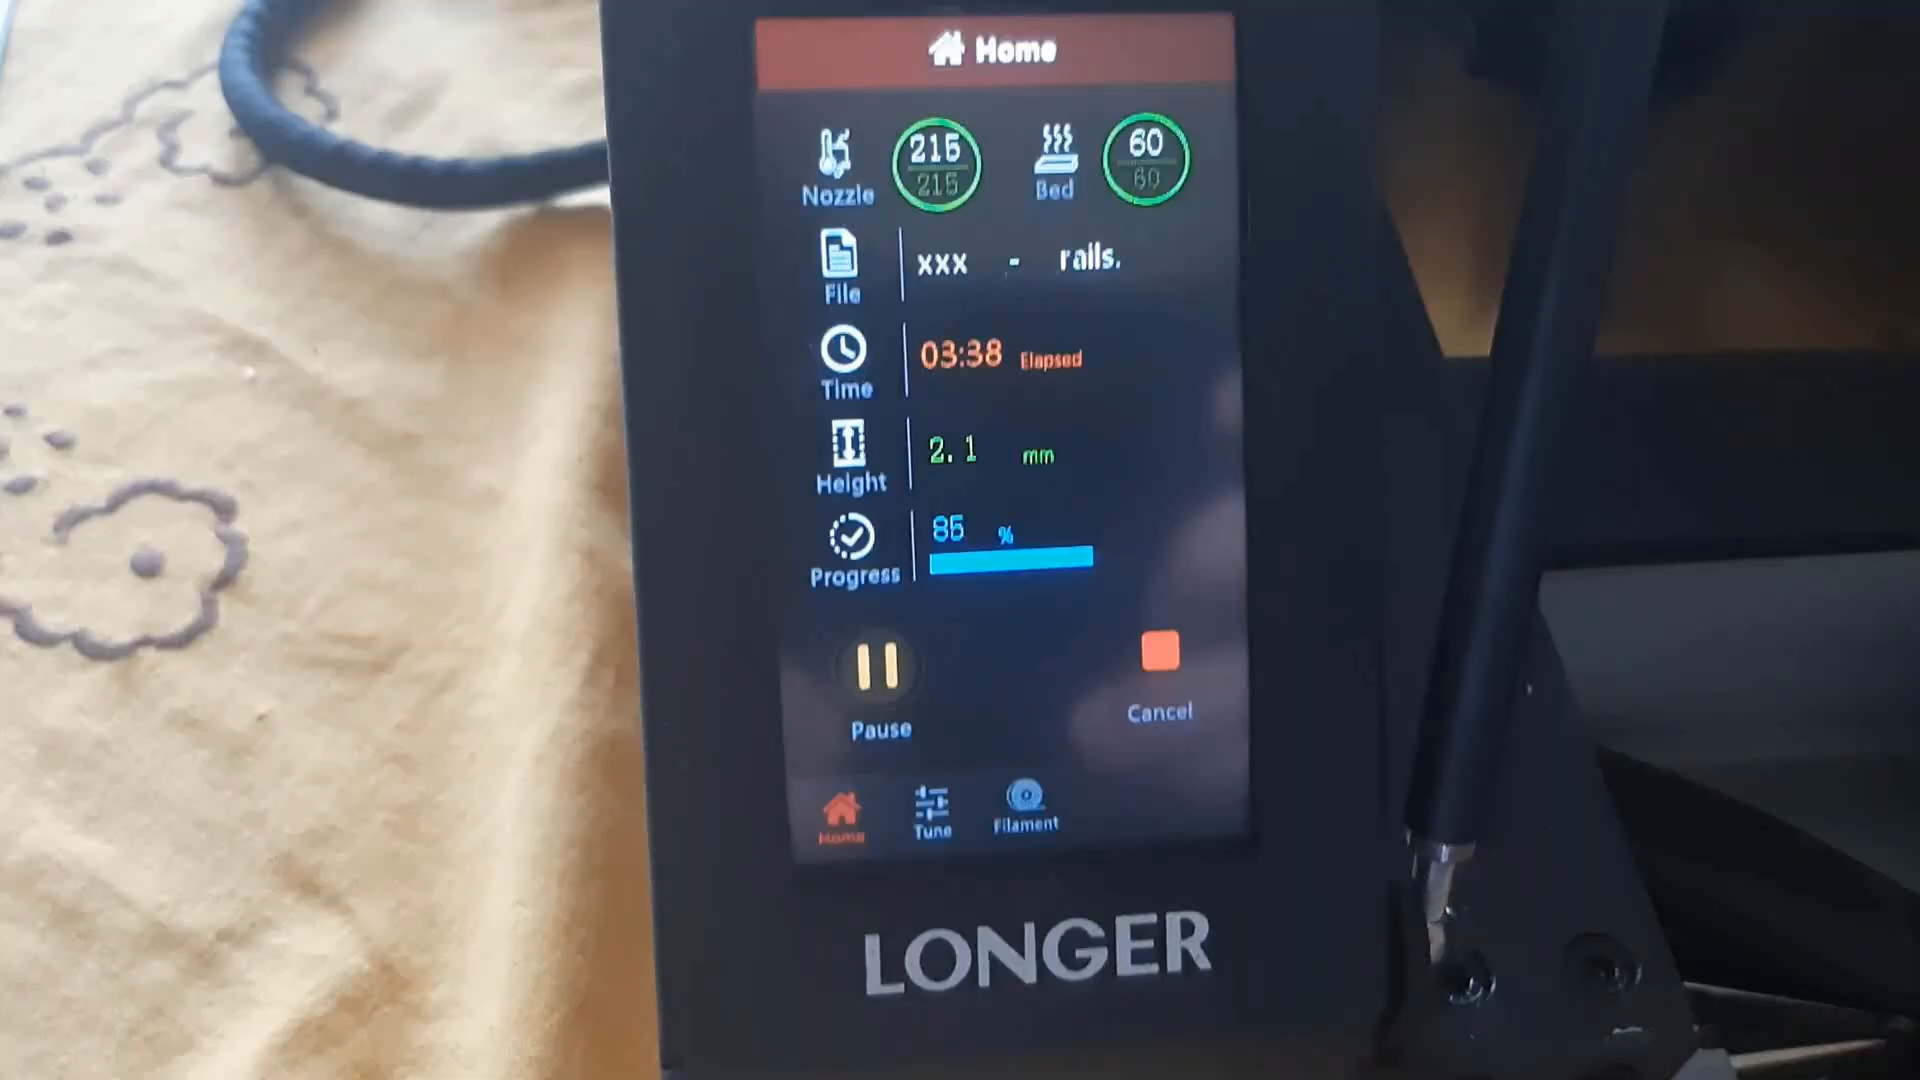 Home
Nozzle 215 215 Bed 60 60
File xxx - rails.
Time 03:38 Elapsed
Height 2.1 mm
Progress 85 %
Pause Cancel
Home Tune Filament
LONGER